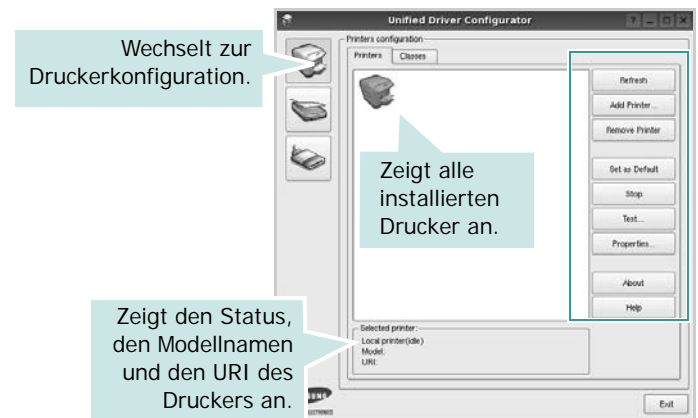 Unified Driver Configurator
Wechselt zur
Druckerkonfiguration.
Printers configuration
Printers
Classes
Refresh
Add Printer...
Remove Printer
Set as Default
Stop
Test...
Properties...
About
Help
Zeigt alle
installierten
Drucker an.
Zeigt den Status,
den Modellnamen
und den URI des
Druckers an.
Selected printer:
Local printer(idle)
Model:
URI:
Exit